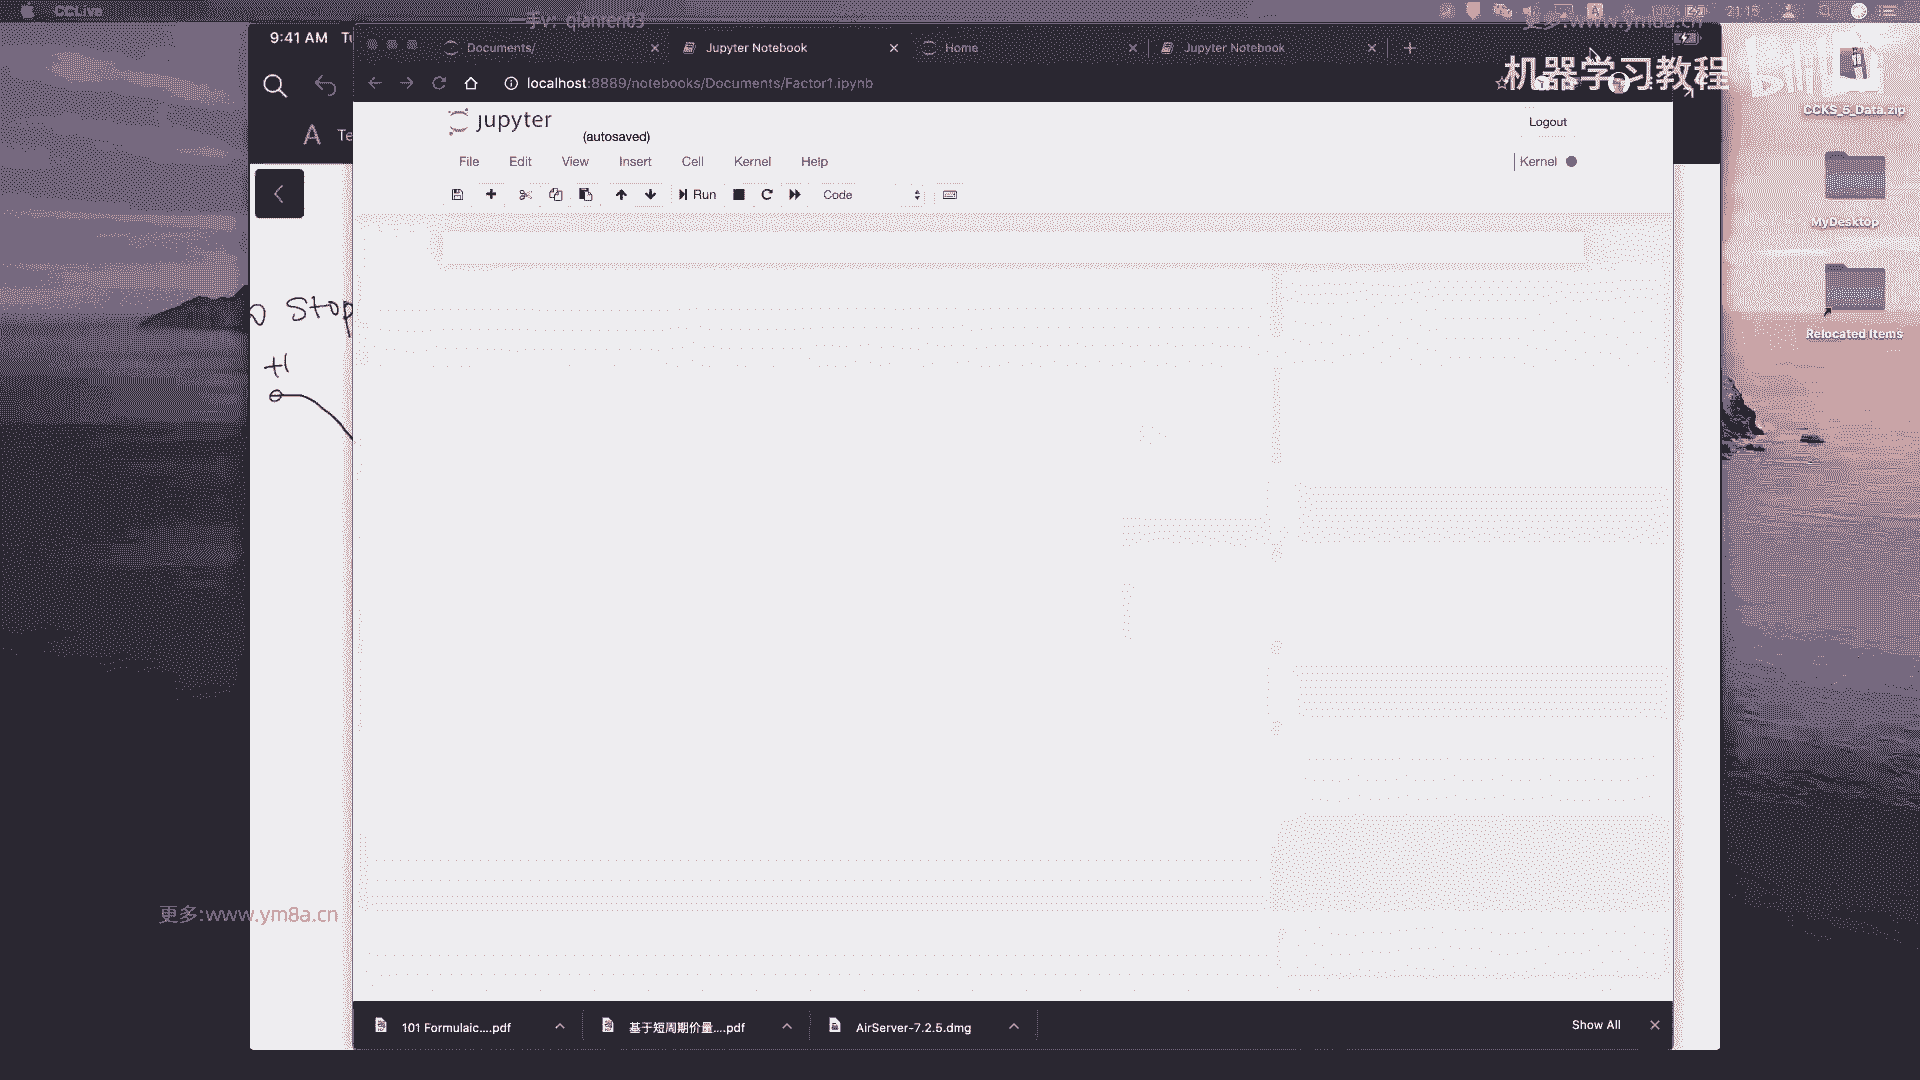 CCLive
一手v：qianren03
21:15
更多:www.ym8a.cn
9:41 AM
Documents/
Jupyter Notebook
Home
Jupyter Notebook
localhost:8889/notebooks/Documents/Factor1.ipynb
机器学习教程
CCKS_5_Data.zip
Te
jupyter
(autosaved)
Logout
File Edit View Insert Cell Kernel Help
Kernel
Run
Code
MyDesktop
Stop
+1
Relocated Items
更多:www.ym8a.cn
101 Formulaic....pdf
基于短周期价量....pdf
AirServer-7.2.5.dmg
Show All